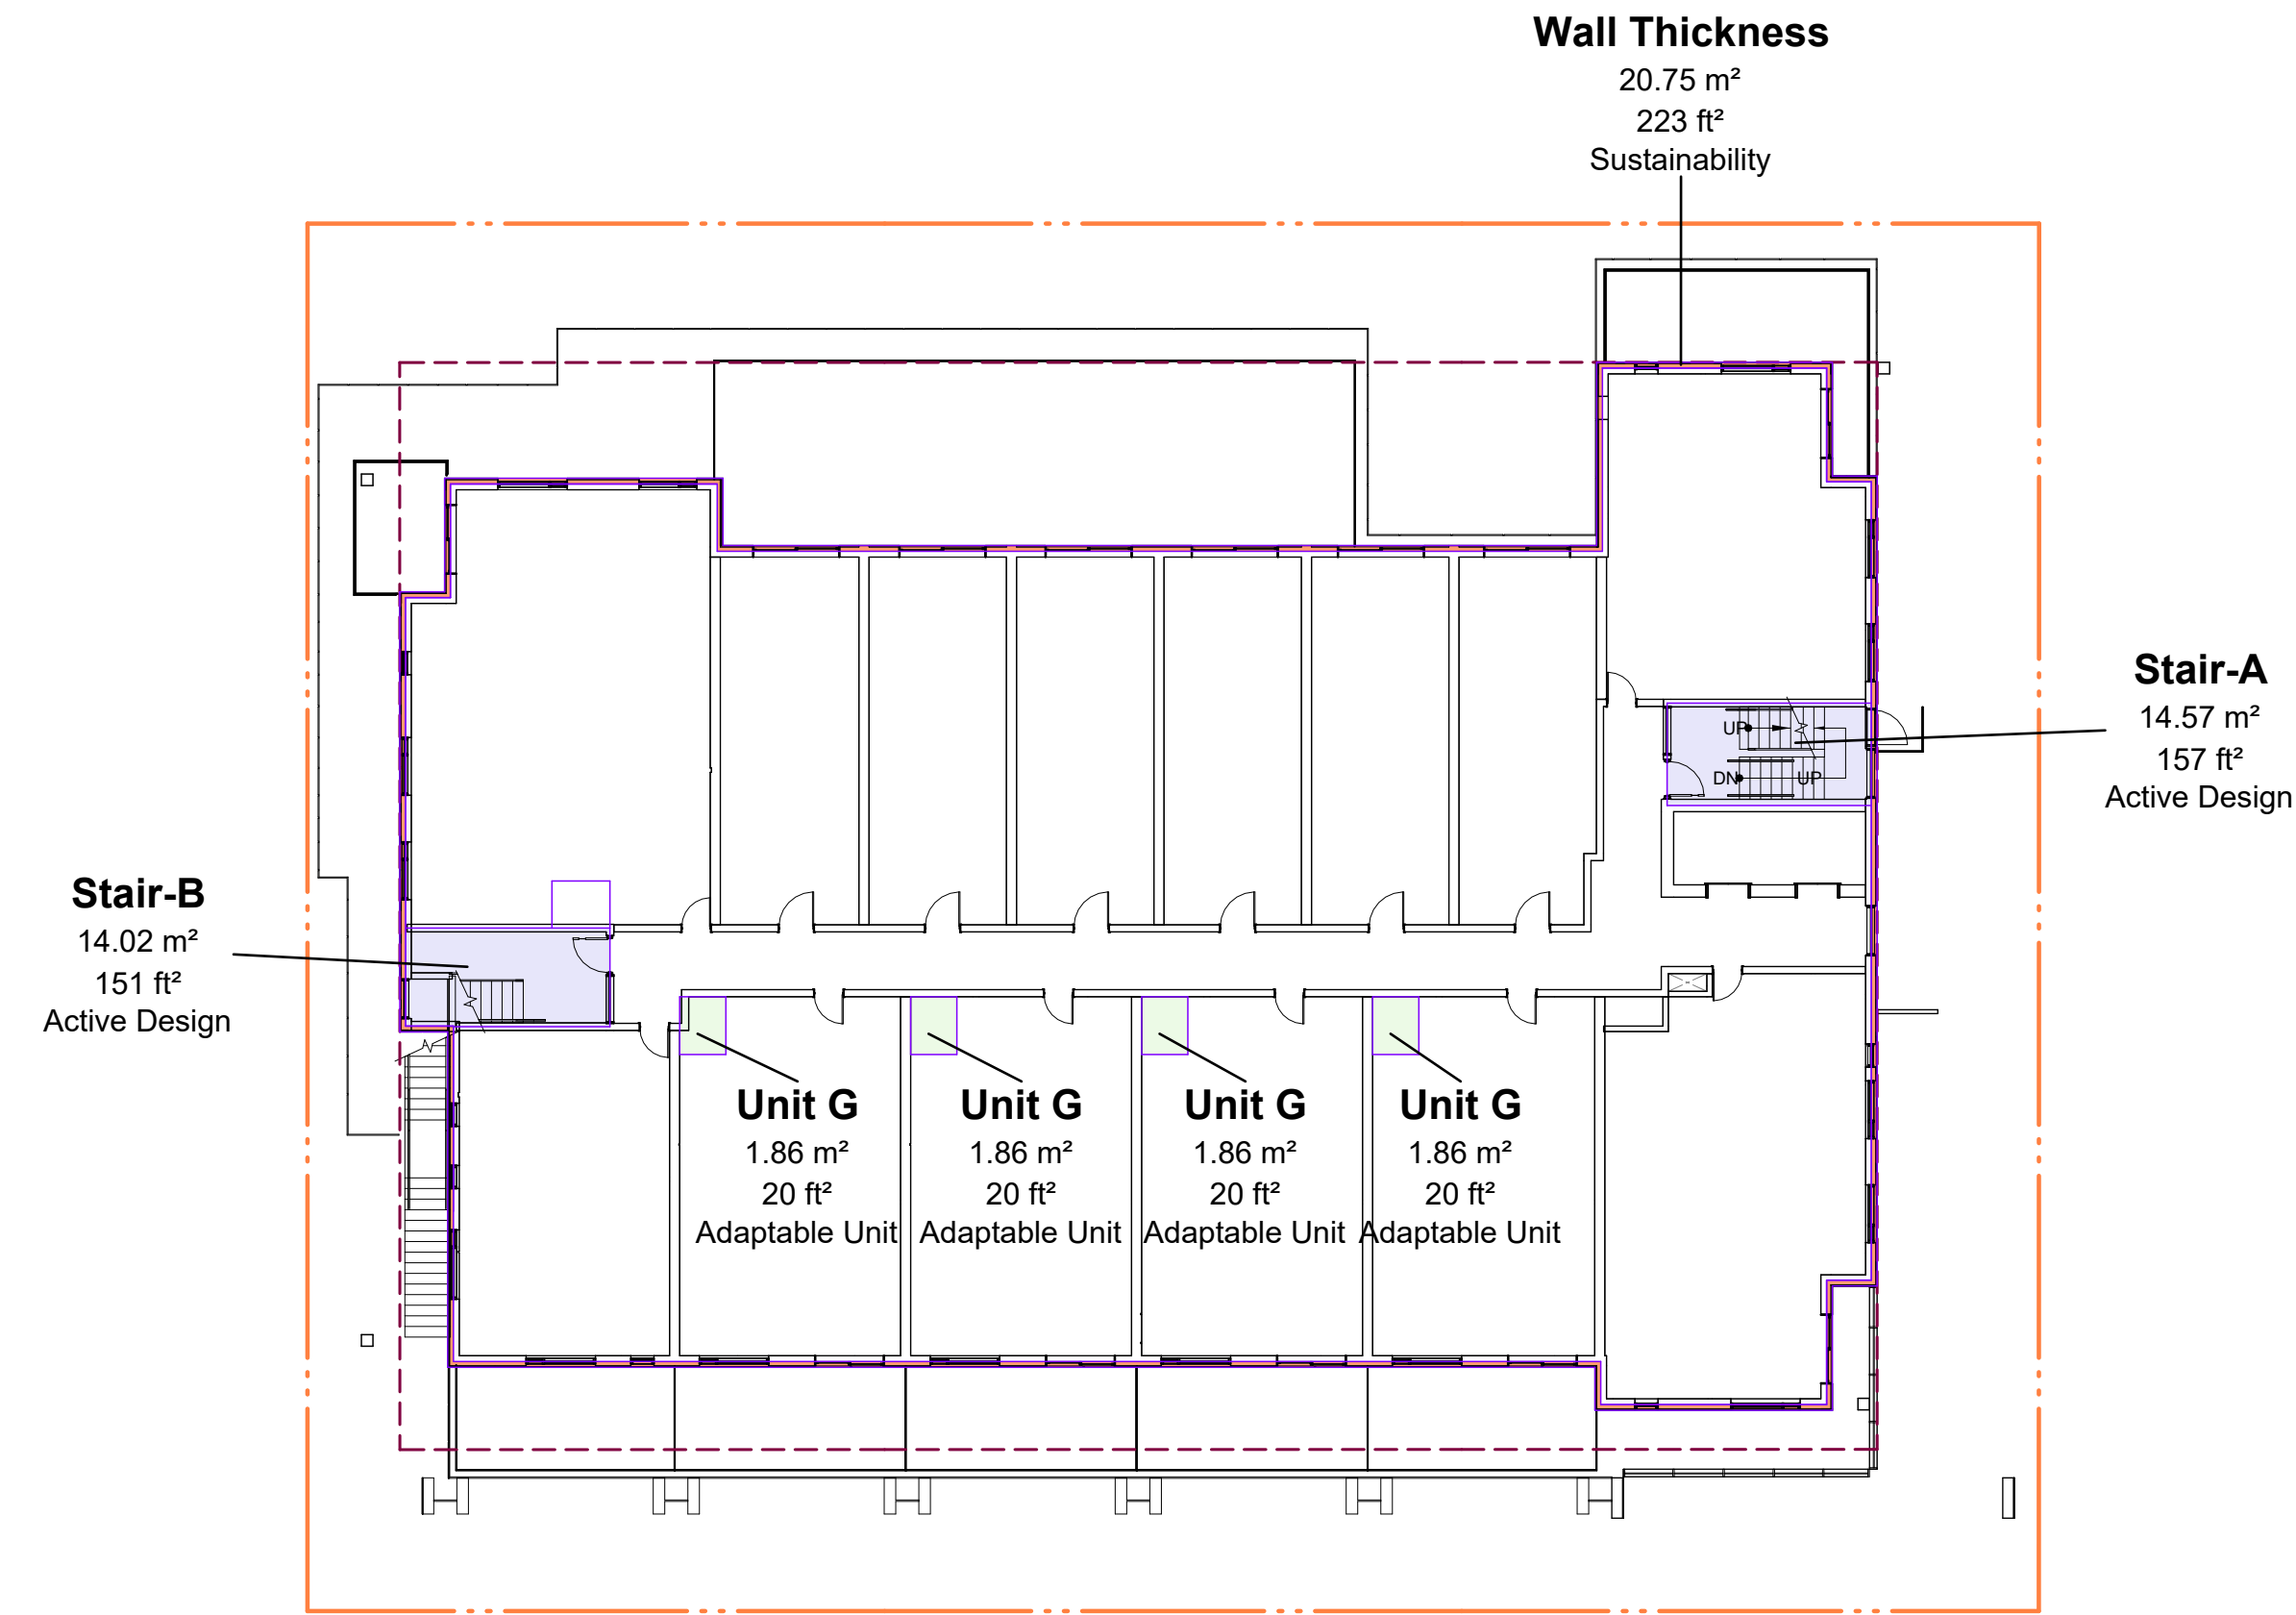 Wall Thickness
20.75 m²
223 ft²
Sustainability
Stair-A
14.57 m²
157 ft²
Active Design
UP
DN
UP
Stair-B
14.02 m²
151 ft²
Active Design
Unit G
1.86 m²
20 ft²
Adaptable Unit
Unit G
1.86 m²
20 ft²
Adaptable Unit
Unit G
1.86 m²
20 ft²
Adaptable Unit
Unit G
1.86 m²
20 ft²
Adaptable Unit